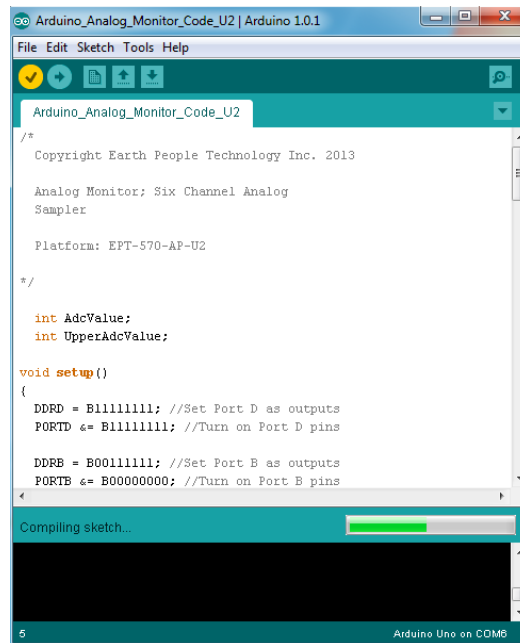 Arduino_Analog_Monitor_Code_U2 | Arduino 1.0.1
File Edit Sketch Tools Help
Arduino_Analog_Monitor_Code_U2
/*
Copyright Earth People Technology Inc. 2013
Analog Monitor; Six Channel Analog
Sampler
Platform: EPT-570-AP-U2
*/
int AdcValue;
int UpperAdcValue;
void setup()
{
DDRD = B11111111; //Set Port D as outputs
PORTD &= B11111111; //Turn on Port D pins
DDRB = B00111111; //Set Port B as outputs
PORTB &= B00000000; //Turn on Port B pins
Compiling sketch...
5 Arduino Uno on COM6